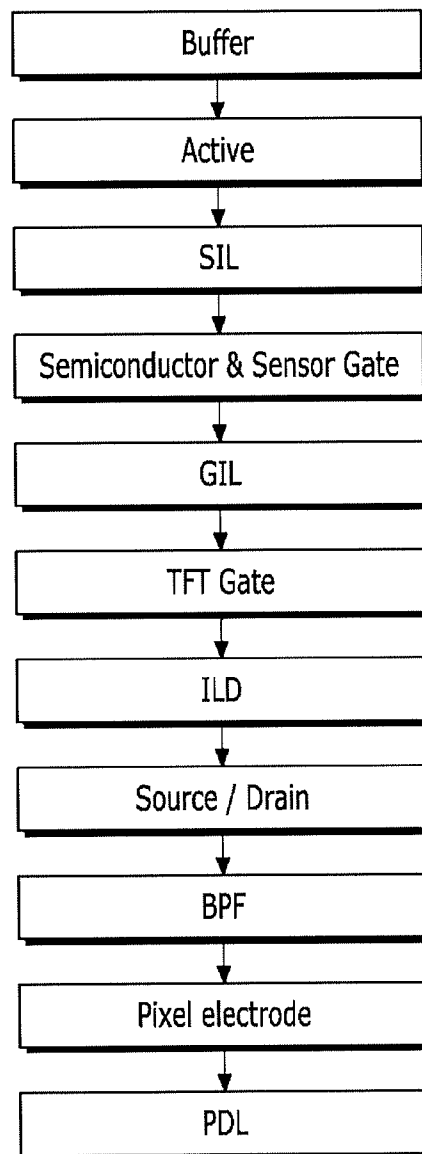 Buffer
Active
SIL
Semiconductor & Sensor Gate
GIL
TFT Gate
ILD
Source / Drain
BPF
Pixel electrode
PDL